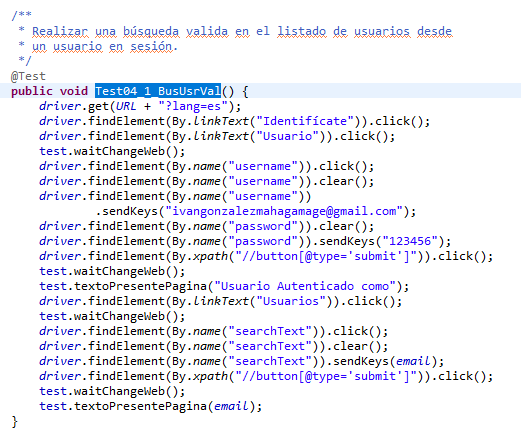 /**
 * Realizar una búsqueda valida en el listado de usuarios desde
 * un usuario en sesión.
 */
@Test
public void Test04_1_BusUsrVal() {
    driver.get(URL + "?lang=es");
    driver.findElement(By.linkText("Identifícate")).click();
    driver.findElement(By.linkText("Usuario")).click();
    test.waitChangeWeb();
    driver.findElement(By.name("username")).click();
    driver.findElement(By.name("username")).clear();
    driver.findElement(By.name("username"))
            .sendKeys("ivangonzalezmahagamage@gmail.com");
    driver.findElement(By.name("password")).clear();
    driver.findElement(By.name("password")).sendKeys("123456");
    driver.findElement(By.xpath("//button[@type='submit']")).click();
    test.waitChangeWeb();
    test.textoPresentePagina("Usuario Autenticado como");
    driver.findElement(By.linkText("Usuarios")).click();
    test.waitChangeWeb();
    driver.findElement(By.name("searchText")).click();
    driver.findElement(By.name("searchText")).clear();
    driver.findElement(By.name("searchText")).sendKeys(email);
    driver.findElement(By.xpath("//button[@type='submit']")).click();
    test.waitChangeWeb();
    test.textoPresentePagina(email);
}